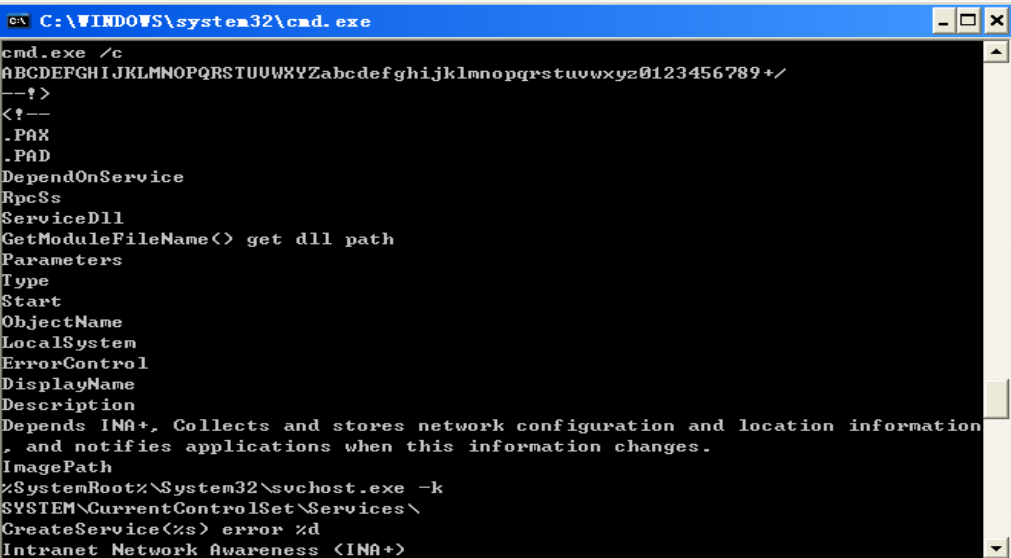 C:\WINDOWS\system32\cmd.exe
cmd.exe /c
ABCDEFGHIJKLMNOPQRSTUVWXYZabcdefghijklmnopqrstuvwxyz0123456789+/
--!>
<!--
.PAX
.PAD
DependOnService
RpcSs
ServiceDll
GetModuleFileName() get dll path
Parameters
Type
Start
ObjectName
LocalSystem
ErrorControl
DisplayName
Description
Depends INA+, Collects and stores network configuration and location information
, and notifies applications when this information changes.
ImagePath
%SystemRoot%\System32\svchost.exe -k
SYSTEM\CurrentControlSet\Services\
CreateService(%s) error %d
Intranet Network Awareness (INA+)